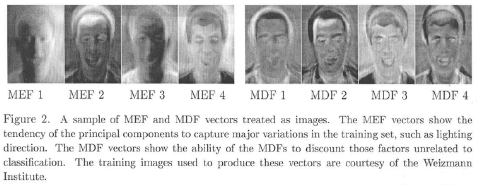 MEF 1 MEF 2 MEF 3 MEF 4 MDF 1 MDF 2 MDF 3 MDF 4
Figure 2. A sample of MEF and MDF vectors treated as images. The MEF vectors show the
tendency of the principal components to capture major variations in the training set, such as lighting
direction. The MDF vectors show the ability of the MDFs to discount those factors unrelated to
classification. The training images used to produce these vectors are courtesy of the Weizmann
Institute.